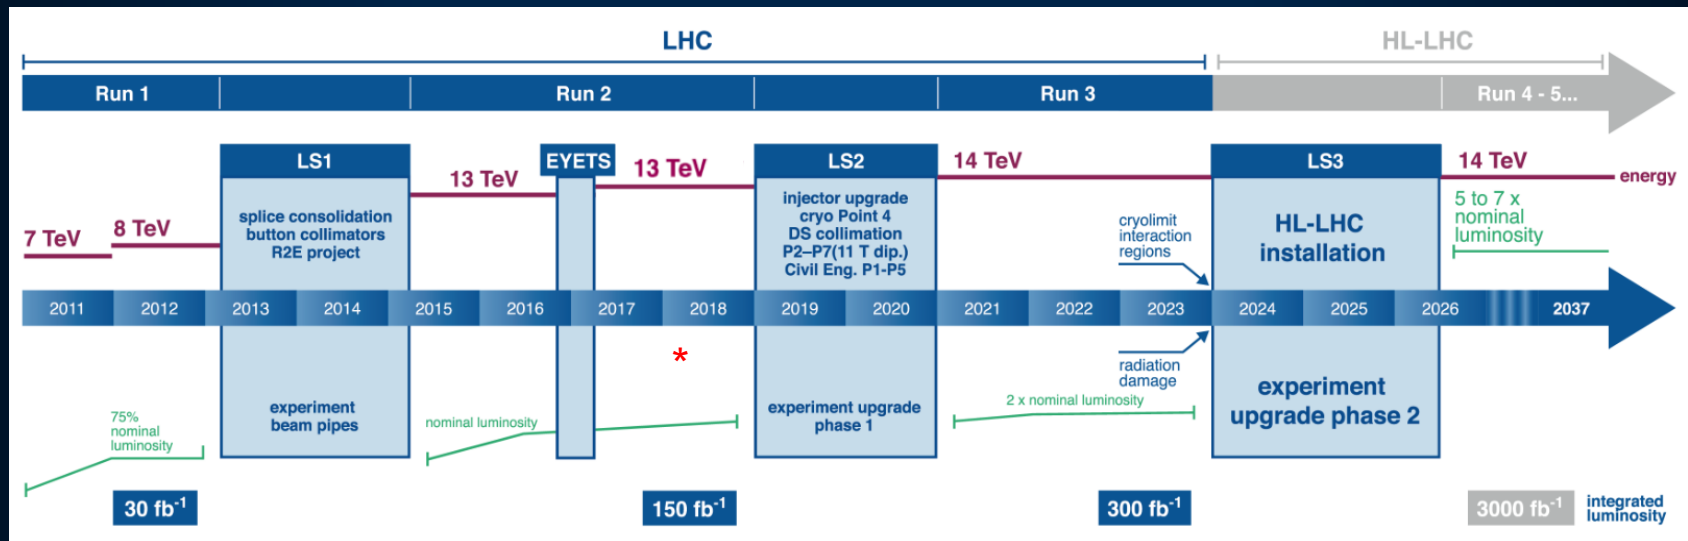 LHC
HL-LHC
Run 1
Run 2
Run 3
Run 4 - 5...
LS1
EYETS
LS2
LS3
7 TeV
8 TeV
13 TeV
13 TeV
14 TeV
14 TeV
energy
splice consolidation
button collimators
R2E project
injector upgrade
cryo Point 4
DS collimation
P2–P7(11 T dip.)
Civil Eng. P1-P5
cryolimit
interaction
regions
HL-LHC
installation
5 to 7 x
nominal
luminosity
2011
2012
2013
2014
2015
2016
2017
2018
2019
2020
2021
2022
2023
2024
2025
2026
2037
*
radiation
damage
75%
nominal
luminosity
experiment
beam pipes
nominal luminosity
experiment upgrade
phase 1
2 x nominal luminosity
experiment
upgrade phase 2
30 fb⁻¹
150 fb⁻¹
300 fb⁻¹
3000 fb⁻¹
integrated
luminosity